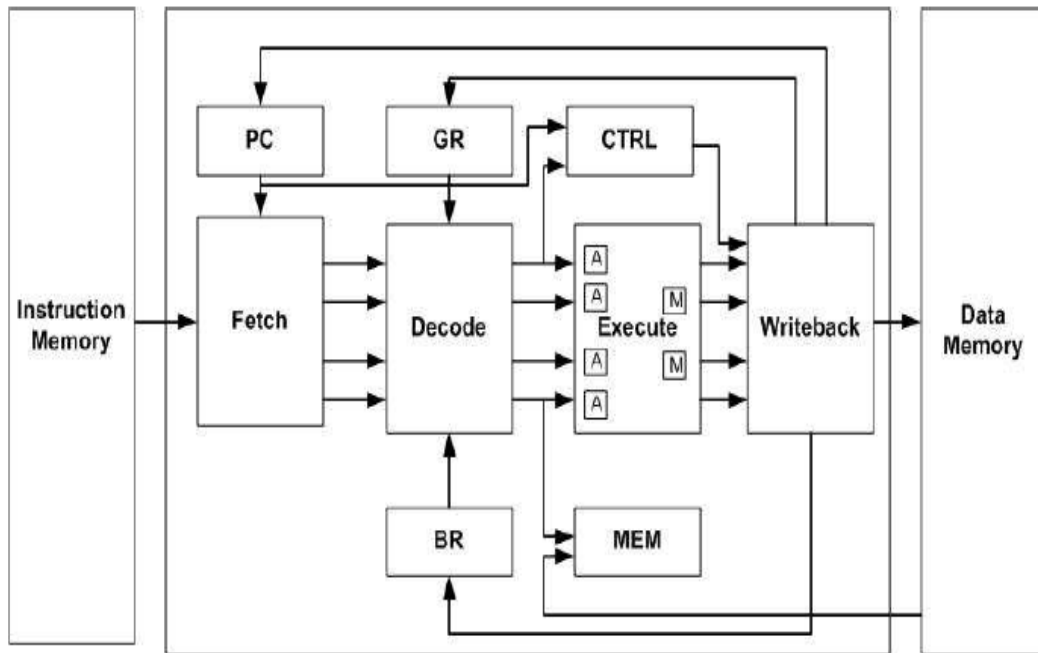 PC
GR
CTRL
A
A
M
Instruction
Memory
Fetch
Decode
Execute
Writeback
Data
Memory
A
M
A
BR
MEM